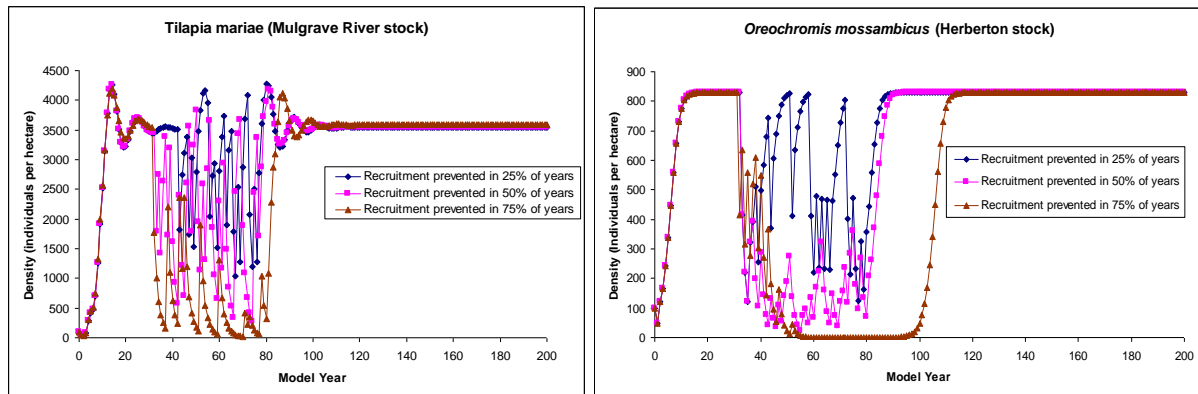 Tilapia mariae (Mulgrave River stock)
Density (Individuals per hectare)
5000
4500
4000
3500
3000
2500
2000
1500
1000
500
0
Recruitment prevented in 25% of years
Recruitment prevented in 50% of years
Recruitment prevented in 75% of years
0 20 40 60 80 100 120 140 160 180 200
Model Year
Oreochromis mossambicus (Herberton stock)
Density (Individuals per hectare)
900
800
700
600
500
400
300
200
100
0
Recruitment prevented in 25% of years
Recruitment prevented in 50% of years
Recruitment prevented in 75% of years
0 20 40 60 80 100 120 140 160 180 200
Model Year